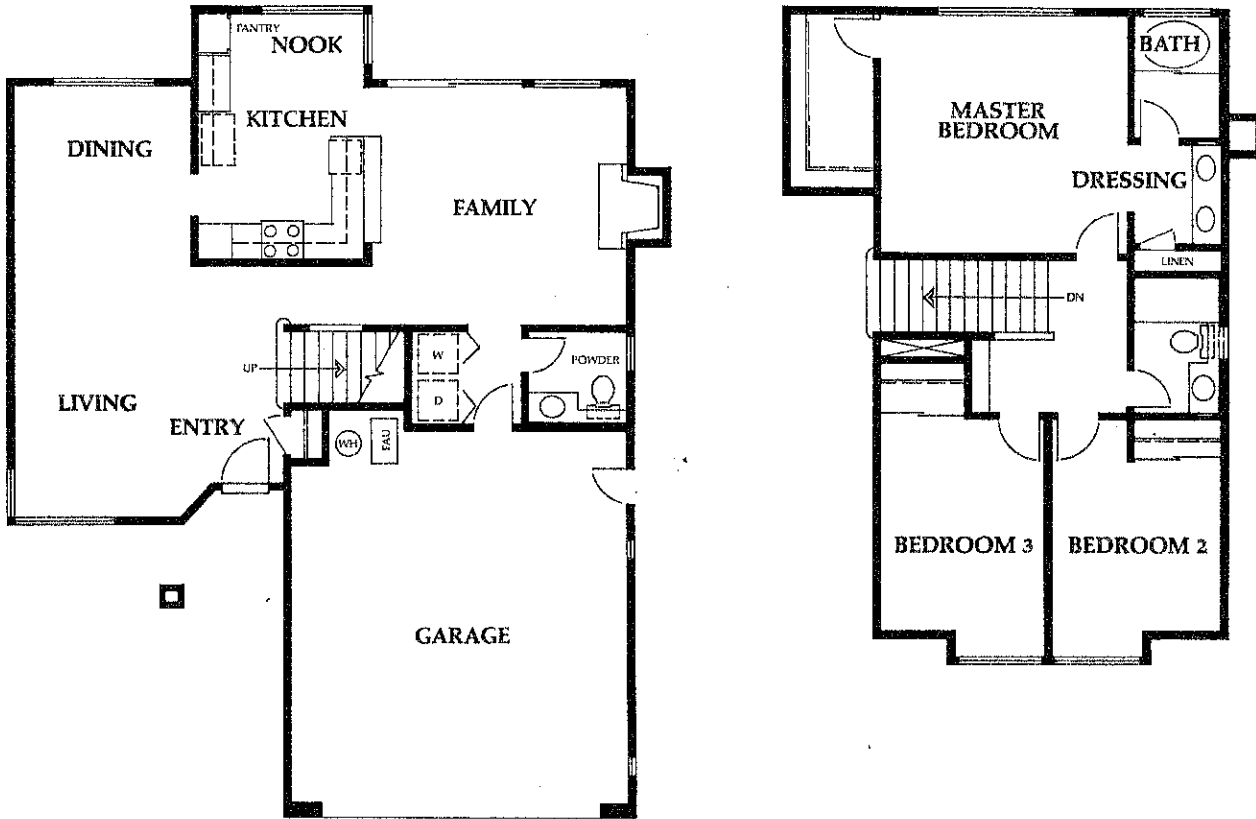 PANTRY
NOOK
KITCHEN
DINING
FAMILY
UP
W
D
POWDER
LIVING
ENTRY
WH
FAU
GARAGE
BATH
MASTER
BEDROOM
DRESSING
LINEN
DN
BEDROOM 3
BEDROOM 2